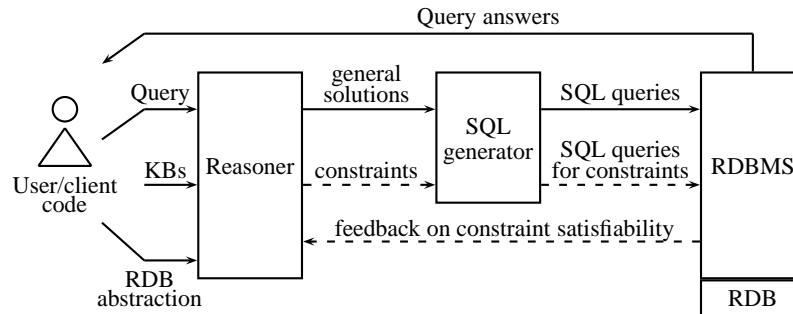 Query answers
Query
general
solutions
SQL queries
SQL
generator
Reasoner
User/client
code
KBs
constraints
SQL queries
for constraints
RDBMS
feedback on constraint satisfiability
RDB
abstraction
RDB